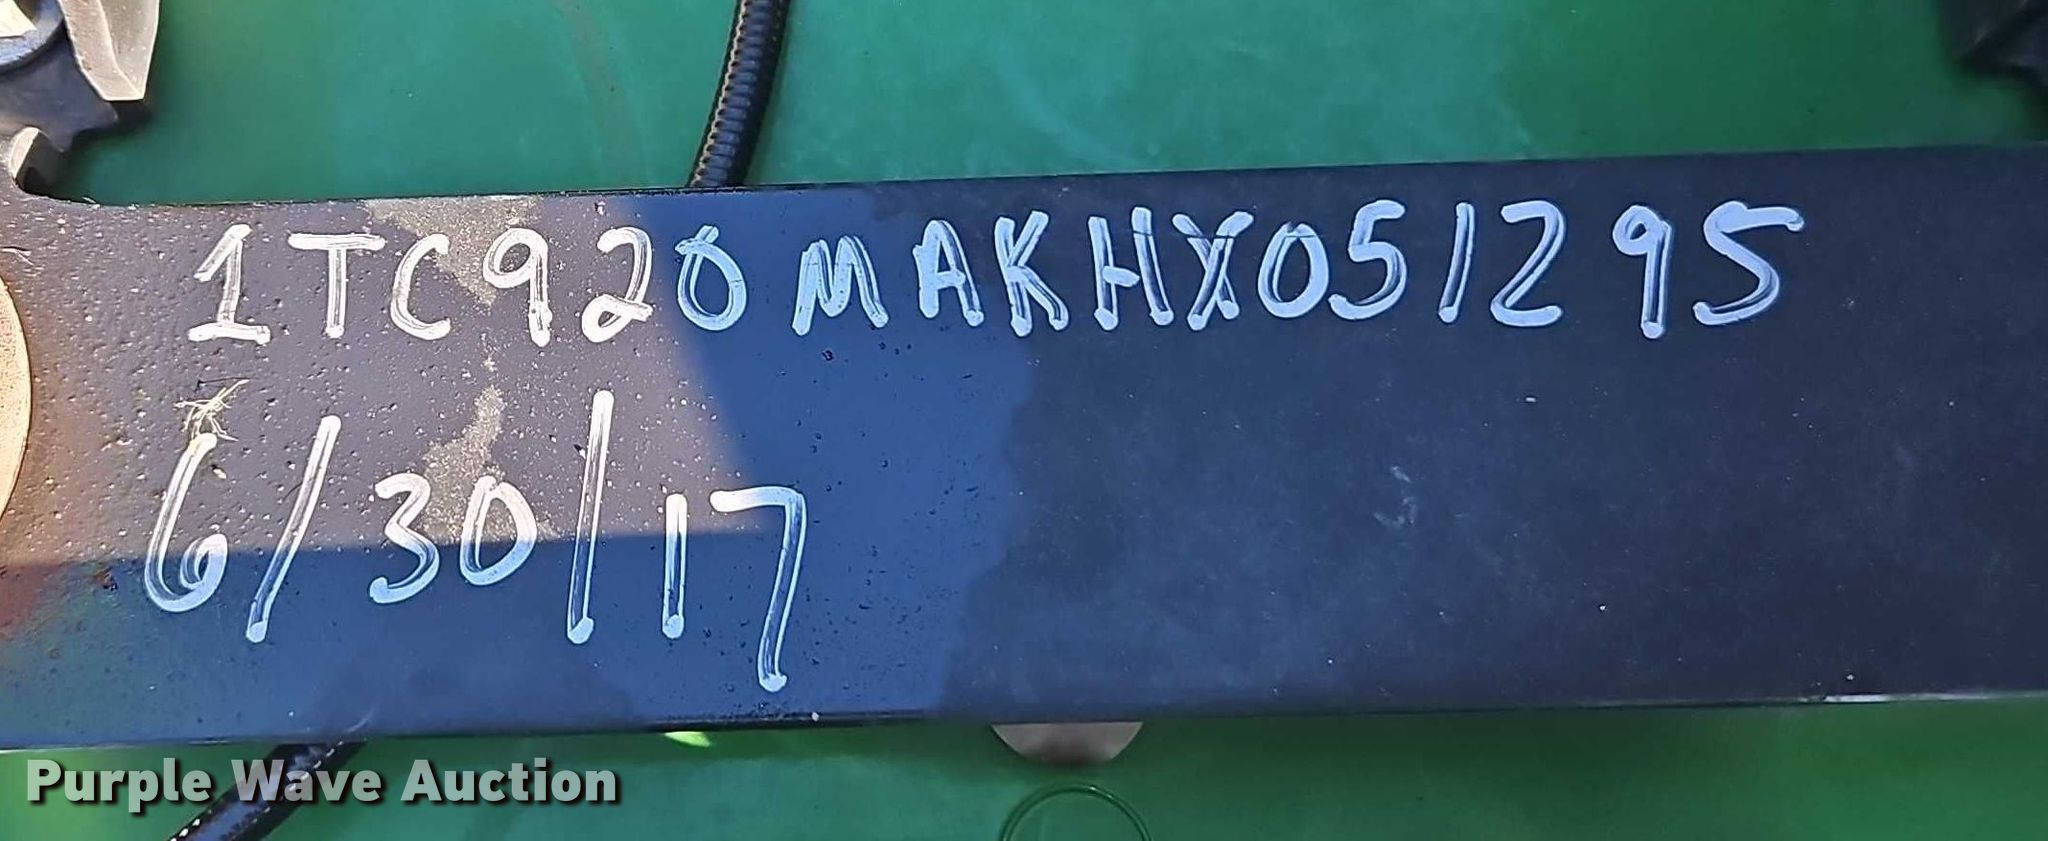 1TC920MAKHX051295
6/30/17
Purple Wave Auction